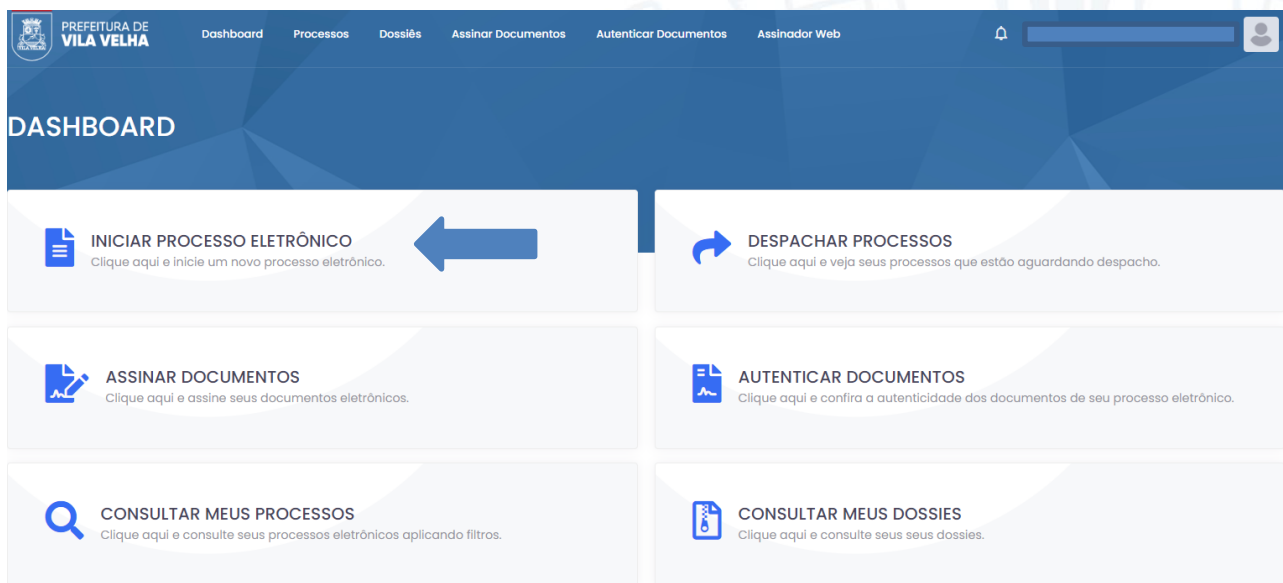 PREFEITURA DE
VILA VELHA
Dashboard
Processos
Dossiês
Assinar Documentos
Autenticar Documentos
Assinador Web
DASHBOARD
INICIAR PROCESSO ELETRÔNICO
Clique aqui e inicie um novo processo eletrônico.
DESPACHAR PROCESSOS
Clique aqui e veja seus processos que estão aguardando despacho.
ASSINAR DOCUMENTOS
Clique aqui e assine seus documentos eletrônicos.
AUTENTICAR DOCUMENTOS
Clique aqui e confira a autenticidade dos documentos de seu processo eletrônico.
CONSULTAR MEUS PROCESSOS
Clique aqui e consulte seus processos eletrônicos aplicando filtros.
CONSULTAR MEUS DOSSIES
Clique aqui e consulte seus seus dossies.